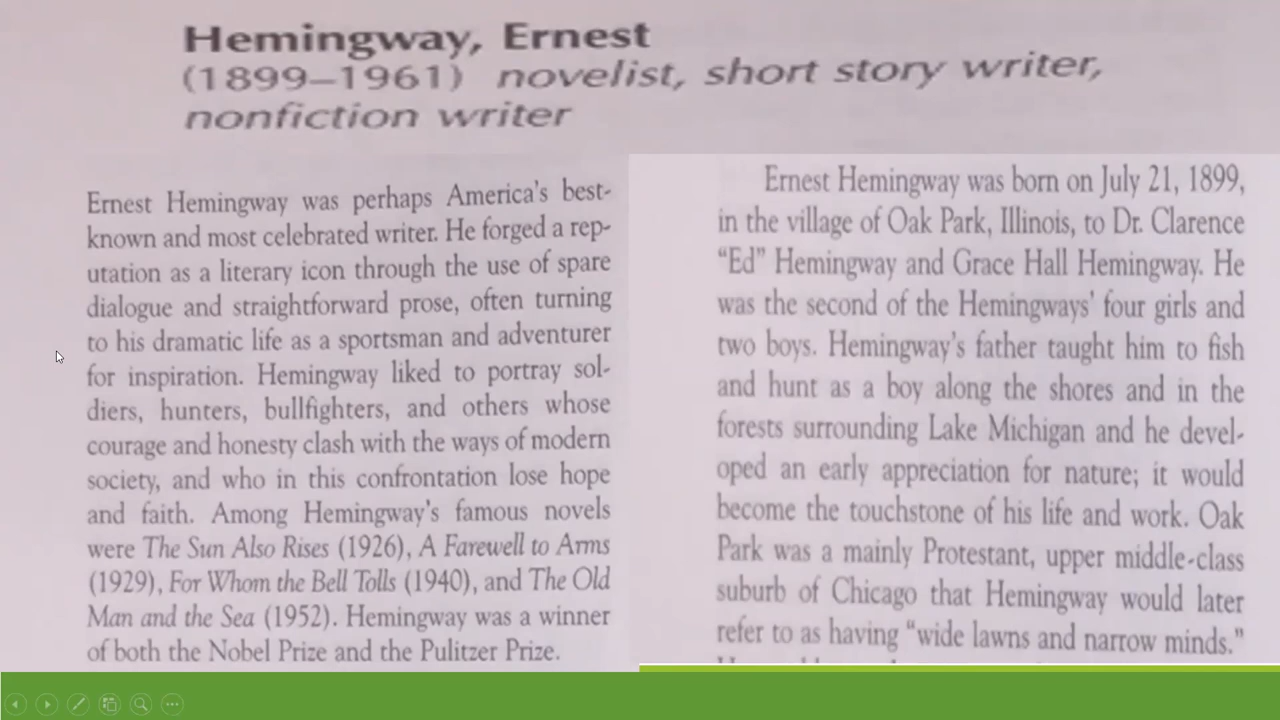 Hemingway, Ernest
(1899–1961) novelist, short story writer,
nonfiction writer
Ernest Hemingway was perhaps America's best-
known and most celebrated writer. He forged a rep-
utation as a literary icon through the use of spare
dialogue and straightforward prose, often turning
to his dramatic life as a sportsman and adventurer
for inspiration. Hemingway liked to portray sol-
diers, hunters, bullfighters, and others whose
courage and honesty clash with the ways of modern
society, and who in this confrontation lose hope
and faith. Among Hemingway's famous novels
were The Sun Also Rises (1926), A Farewell to Arms
(1929), For Whom the Bell Tolls (1940), and The Old
Man and the Sea (1952). Hemingway was a winner
of both the Nobel Prize and the Pulitzer Prize.
Ernest Hemingway was born on July 21, 1899,
in the village of Oak Park, Illinois, to Dr. Clarence
“Ed” Hemingway and Grace Hall Hemingway. He
was the second of the Hemingways' four girls and
two boys. Hemingway's father taught him to fish
and hunt as a boy along the shores and in the
forests surrounding Lake Michigan and he devel-
oped an early appreciation for nature; it would
become the touchstone of his life and work. Oak
Park was a mainly Protestant, upper middle-class
suburb of Chicago that Hemingway would later
refer to as having “wide lawns and narrow minds.”